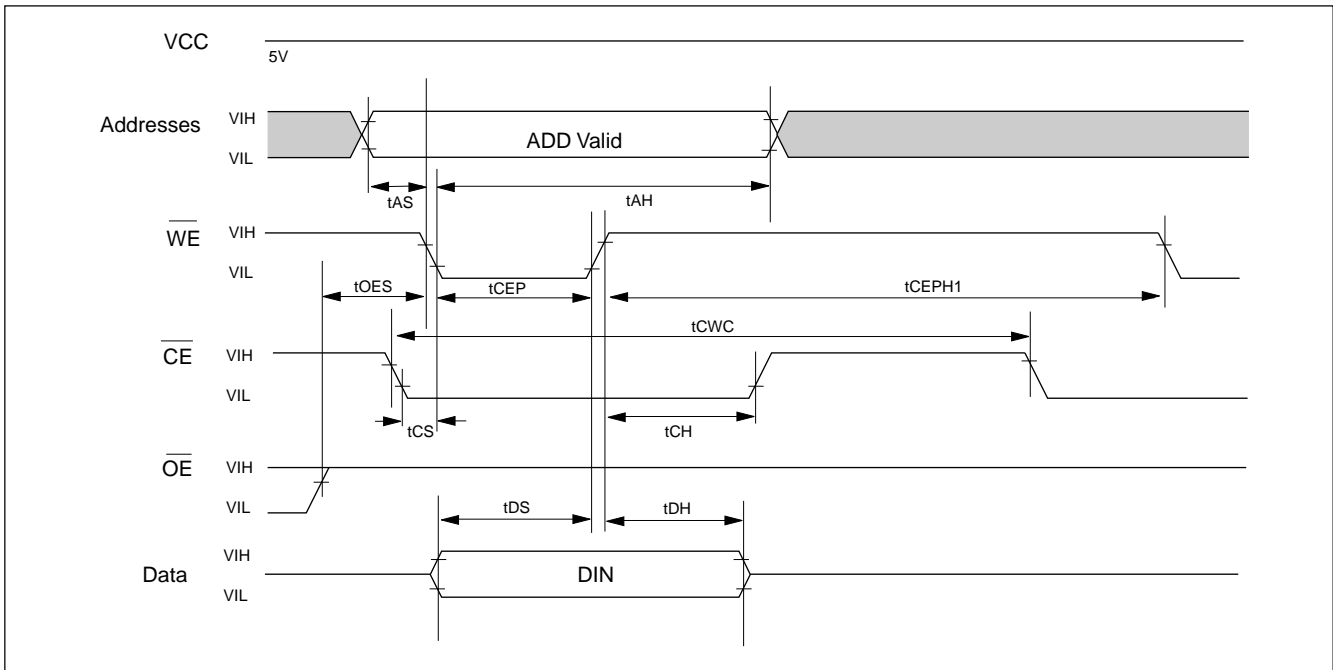 VCC
5V
Addresses
VIH
VIL
ADD Valid
tAS
tAH
WE
VIH
VIL
tOES
tCEP
tCEPH1
tCWC
CE
VIH
VIL
tCS
tCH
OE
VIH
VIL
tDS
tDH
Data
VIH
VIL
DIN